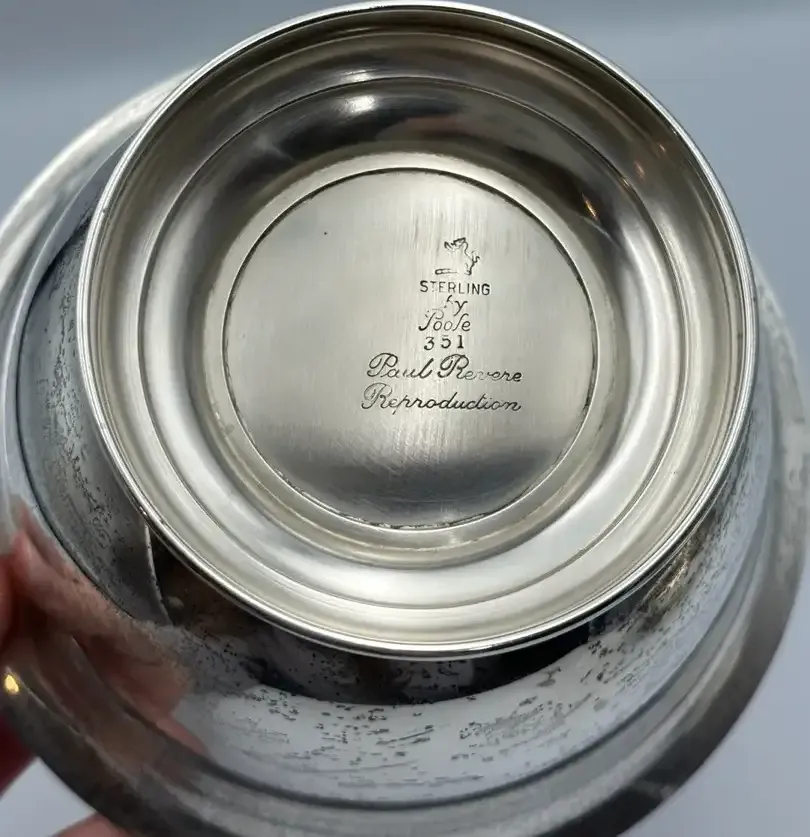 STERLING
by
Poole
351
Paul Revere
Reproduction